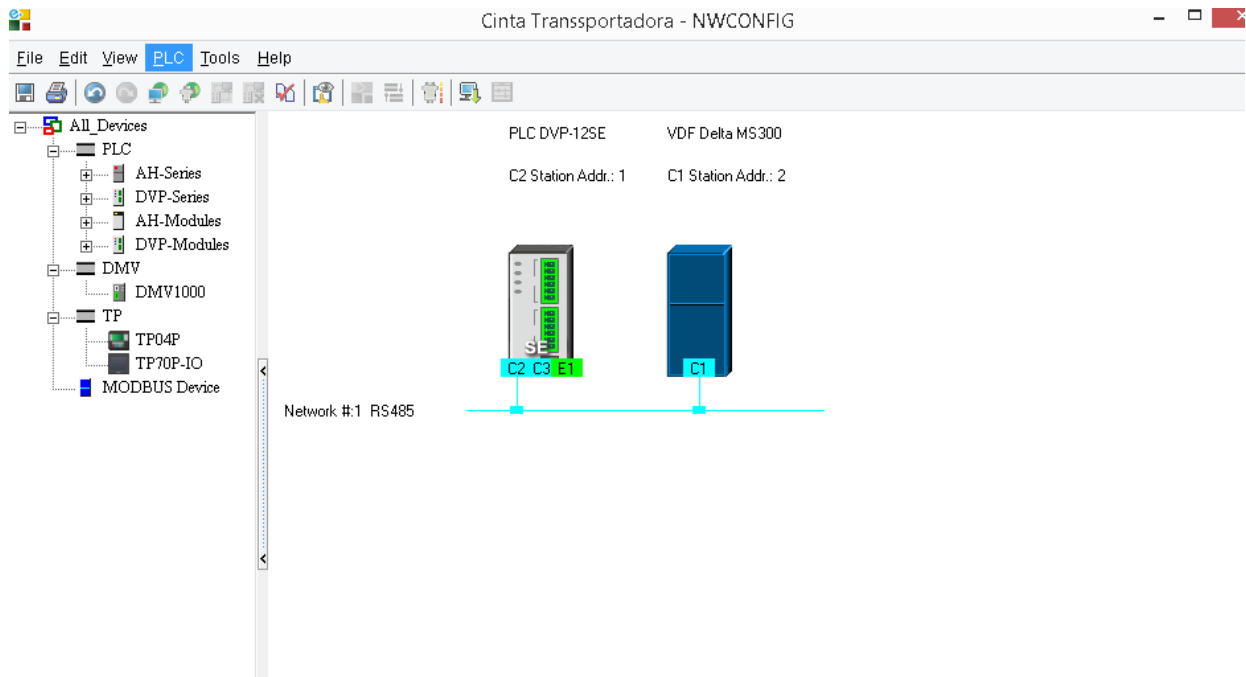 Cinta Transsportadora - NWCONFIG
File Edit View PLC Tools Help
All_Devices
PLC
AH-Series
DVP-Series
AH-Modules
DVP-Modules
DMV
DMV1000
TP
TP04P
TP70P-IO
MODBUS Device
PLC DVP-12SE VDF Delta MS300
C2 Station Addr.: 1 C1 Station Addr.: 2
SE
C2 C3 E1 C1
Network #:1 RS485